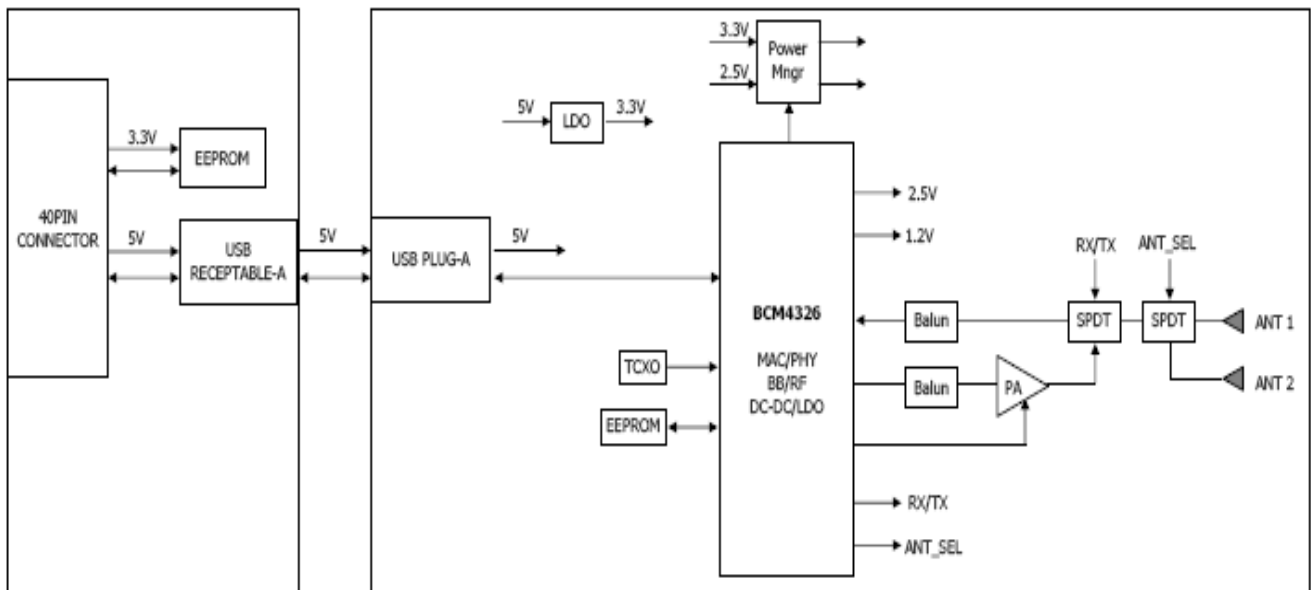 40PIN
CONNECTOR
3.3V
EEPROM
5V
USB
RECEPTABLE-A
5V
USB PLUG-A
5V
5V
LDO
3.3V
3.3V
2.5V
Power
Mngr
TCXO
EEPROM
BCM4326
MAC/PHY
BB/RF
DC-DC/LDO
2.5V
1.2V
Balun
Balun
PA
RX/TX
ANT_SEL
SPDT
SPDT
ANT 1
ANT 2
RX/TX
ANT_SEL